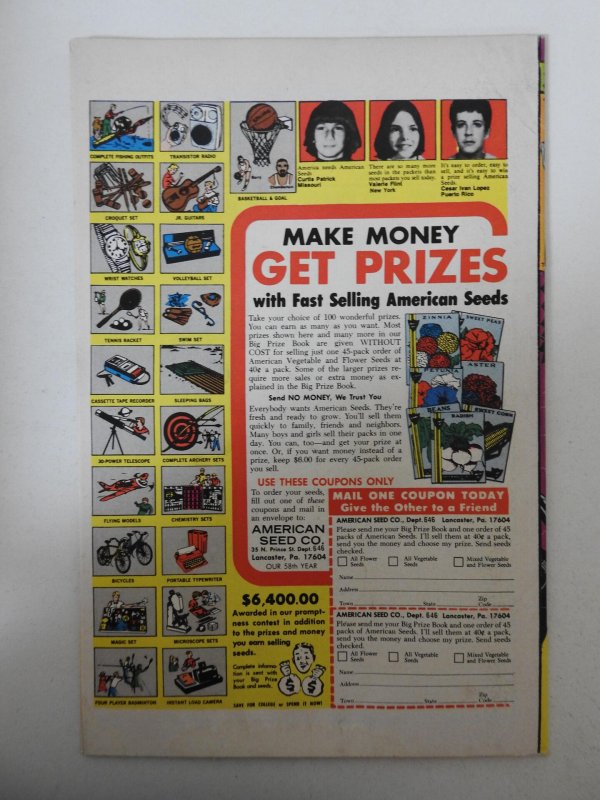 COMPLETE FISHING OUTFITS
TRANSISTOR RADIO
CROQUET SET
JR. GUITARS
WRIST WATCHES
VOLLEYBALL SET
TENNIS RACKET
SWIM SET
CASSETTE TAPE RECORDER
SLEEPING BAGS
30-POWER TELESCOPE
COMPLETE ARCHERY SETS
FLYING MODELS
CHEMISTRY SETS
BICYCLES
PORTABLE TYPEWRITER
MAGIC SET
MICROSCOPE SETS
FOUR PLAYER BADMINTON
INSTANT LOAD CAMERA
Barry
Chamberlain
BASKETBALL & GOAL
America needs American
Seeds.
Curtis Patrick
Missouri
There are so many more
seeds in the packets than
most packets you sell today.
Valerie Flint
New York
It's easy to order, easy to
sell, and it's easy to win
a prize selling American
Seeds.
Cesar Ivan Lopez
Puerto Rico
MAKE MONEY
GET PRIZES
with Fast Selling American Seeds
Take your choice of 100 wonderful prizes.
You can earn as many as you want. Most
prizes shown here and many more in our
Big Prize Book are given WITHOUT
COST for selling just one 45-pack order of
American Vegetable and Flower Seeds at
40¢ a pack. Some of the larger prizes re-
quire more sales or extra money as ex-
plained in the Big Prize Book.
Send NO MONEY, We Trust You
Everybody wants American Seeds. They're
fresh and ready to grow. You'll sell them
quickly to family, friends and neighbors.
Many boys and girls sell their packs in one
day. You can, too—and get your prize at
once. Or, if you want money instead of a
prize, keep $6.00 for every 45-pack order
you sell.
ZINNIA
SWEET PEAS
PETUNIA
ASTER
BEANS
RADISH
SWEET CORN
USE THESE COUPONS ONLY
To order your seeds,
fill out one of these
coupons and mail in
an envelope to:
AMERICAN
SEED CO.
35 N. Prince St. Dept. 646
Lancaster, Pa. 17604
OUR 58th YEAR
$6,400.00
Awarded in our prompt-
ness contest in addition
to the prizes and money
you earn selling
seeds.
Complete informa-
tion is sent with
your Big Prize
Book and seeds.
SAVE FOR COLLEGE or SPEND IT NOW!
MAIL ONE COUPON TODAY
Give the Other to a Friend
AMERICAN SEED CO., Dept. 646 Lancaster, Pa. 17604
Please send me your Big Prize Book and one order of 45
packs of American Seeds. I'll sell them at 40¢ a pack,
send you the money and choose my prize. Send seeds
checked.
All Flower Seeds
All Vegetable Seeds
Mixed Vegetable and Flower Seeds
Name
Address
Town State Zip Code
AMERICAN SEED CO., Dept. 646 Lancaster, Pa. 17604
Please send me your Big Prize Book and one order of 45
packs of American Seeds. I'll sell them at 40¢ a pack,
send you the money and choose my prize. Send seeds
checked.
All Flower Seeds
All Vegetable Seeds
Mixed Vegetable and Flower Seeds
Name
Address
Town State Zip Code